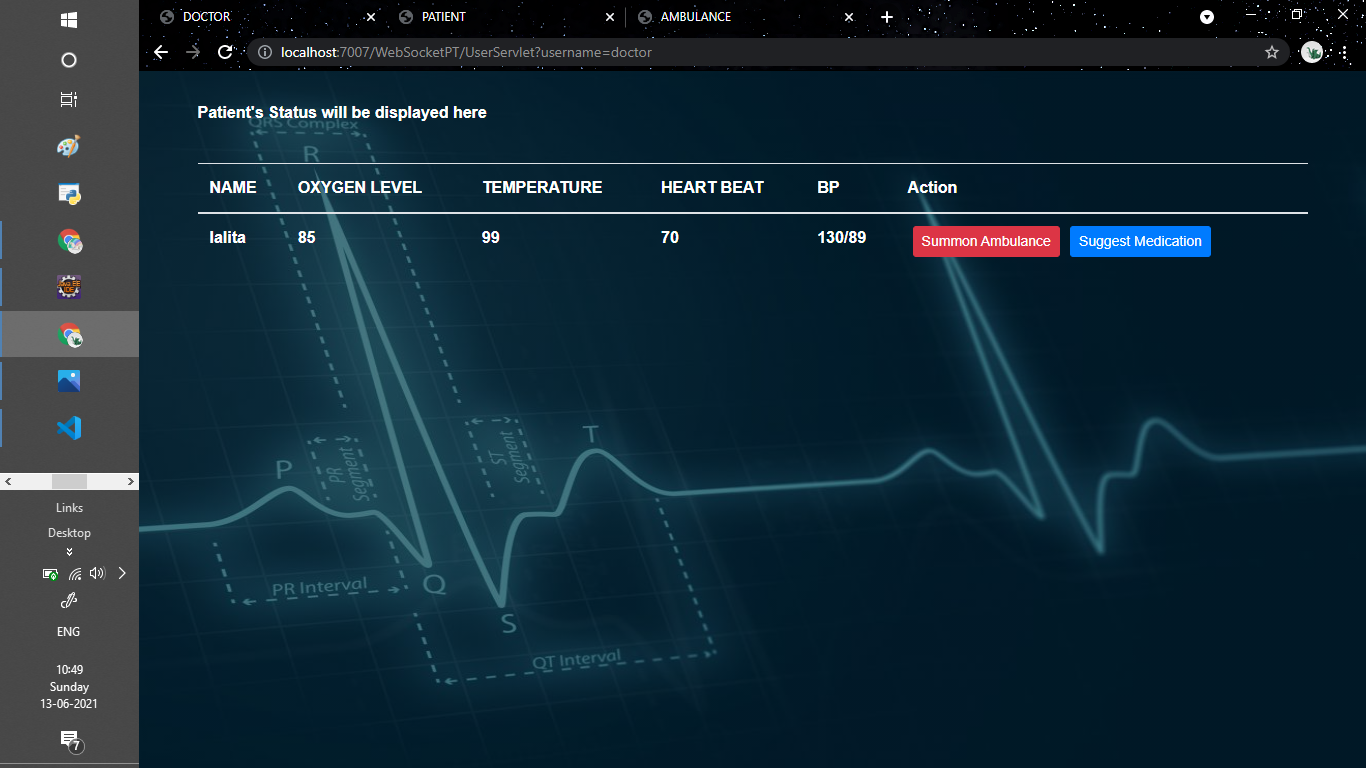 DOCTOR
PATIENT
AMBULANCE
localhost:7007/WebSocketPT/UserServlet?username=doctor
Patient's Status will be displayed here
QRS Complex
R
NAME OXYGEN LEVEL TEMPERATURE HEART BEAT BP Action
lalita 85 99 70 130/89 Summon Ambulance Suggest Medication
T
P
PR Segment
ST Segment
Q
PR Interval
S
QT Interval
Links
Desktop
ENG
10:49
Sunday
13-06-2021
7